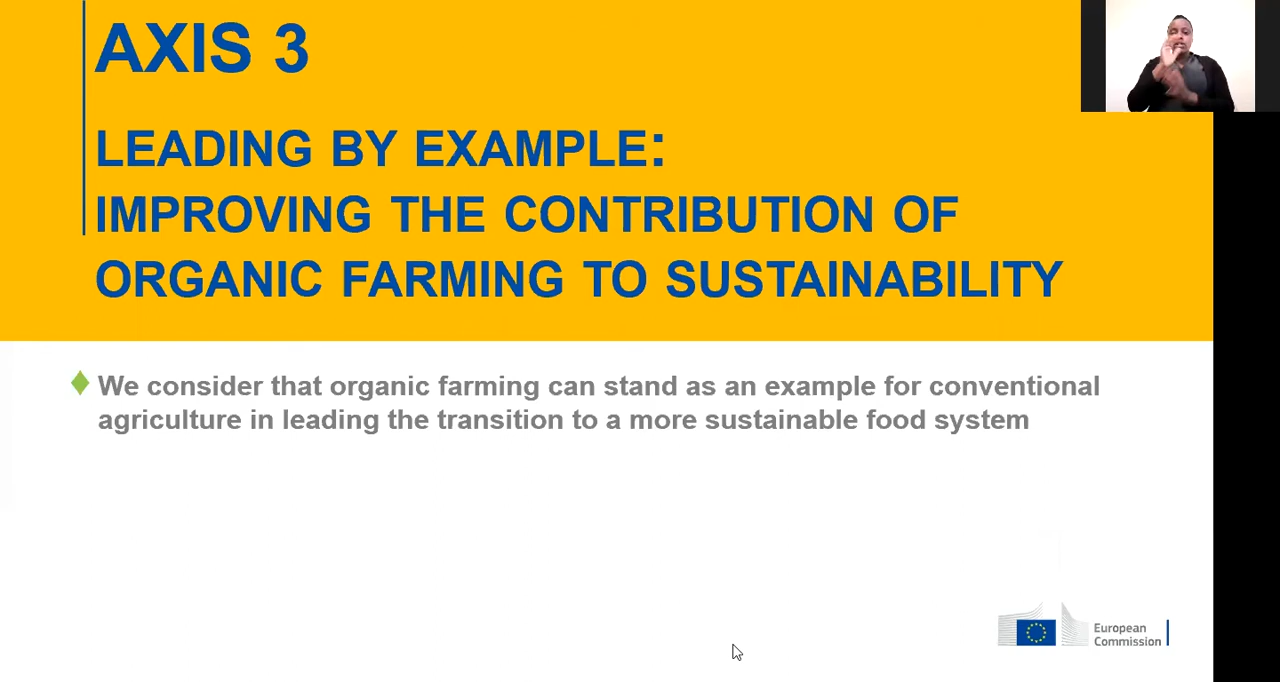 AXIS 3
LEADING BY EXAMPLE:
IMPROVING THE CONTRIBUTION OF
ORGANIC FARMING TO SUSTAINABILITY
We consider that organic farming can stand as an example for conventional
agriculture in leading the transition to a more sustainable food system
European
Commission